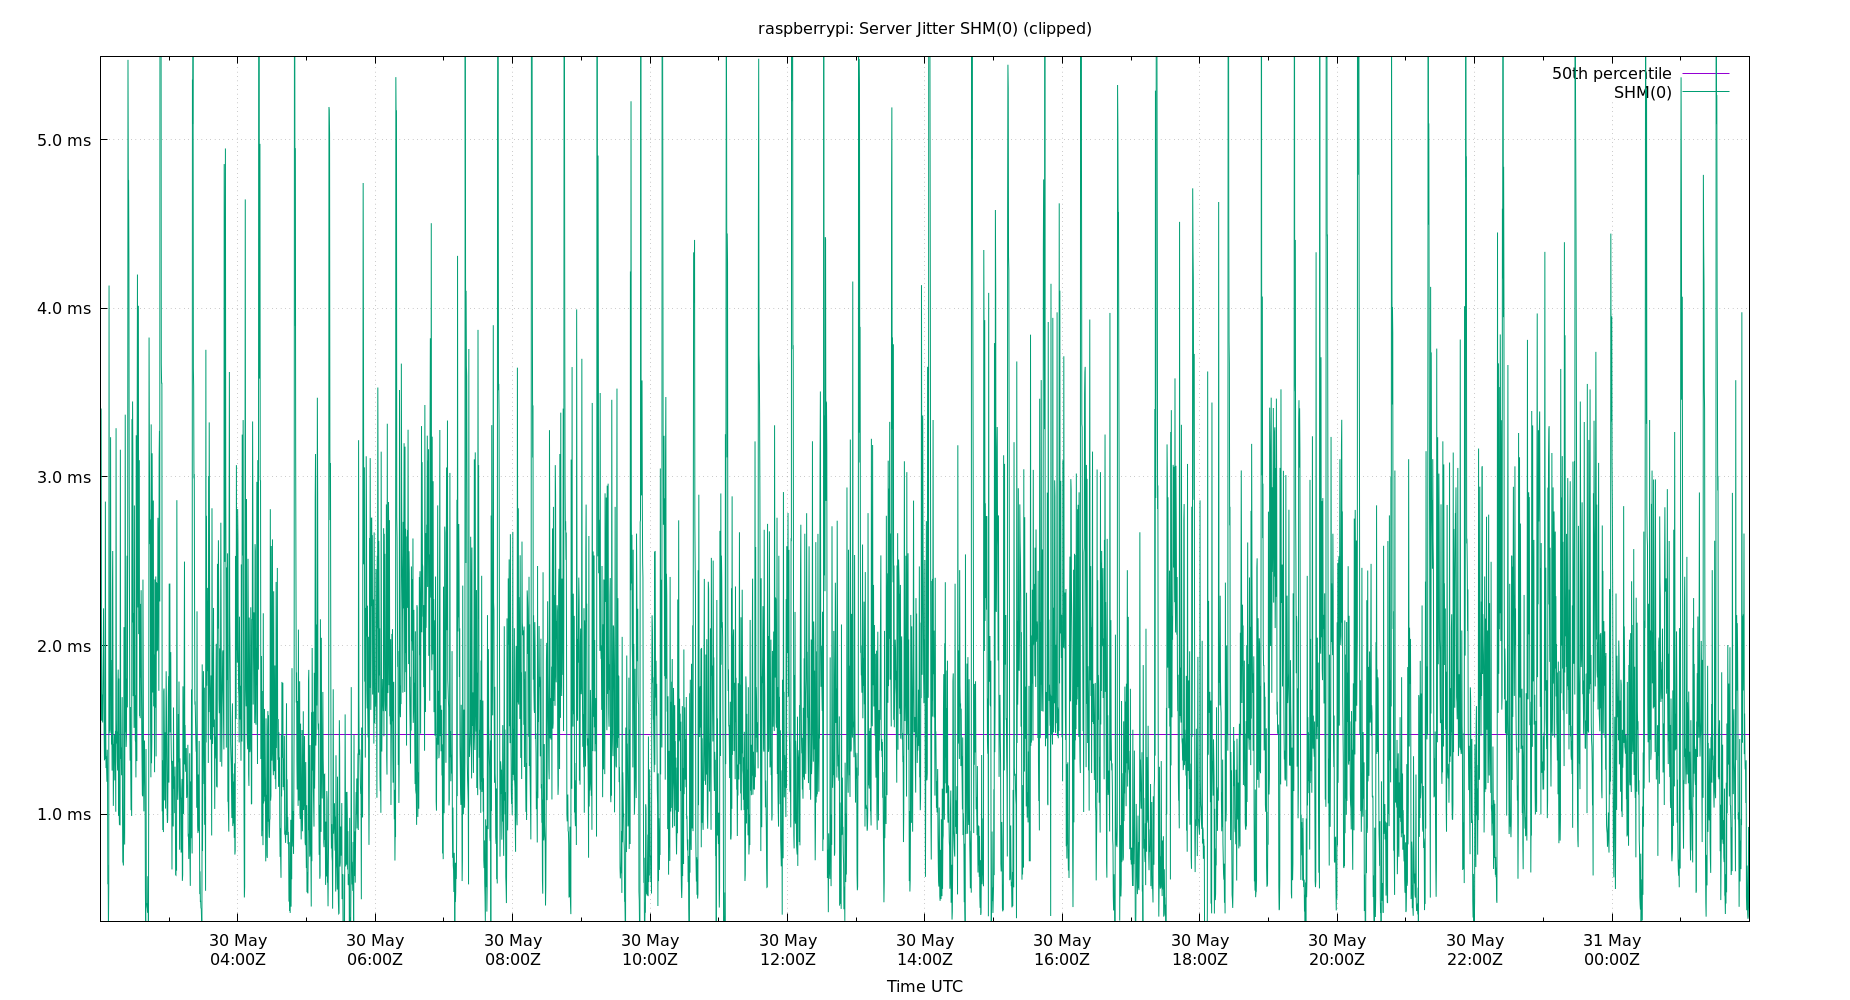 raspberrypi: Server Jitter SHM(0) (clipped)
50th percentile
SHM(0)
5.0 ms
4.0 ms
3.0 ms
2.0 ms
1.0 ms
30 May 30 May 30 May 30 May 30 May 30 May 30 May 30 May 30 May 30 May 31 May
04:00Z 06:00Z 08:00Z 10:00Z 12:00Z 14:00Z 16:00Z 18:00Z 20:00Z 22:00Z 00:00Z
Time UTC